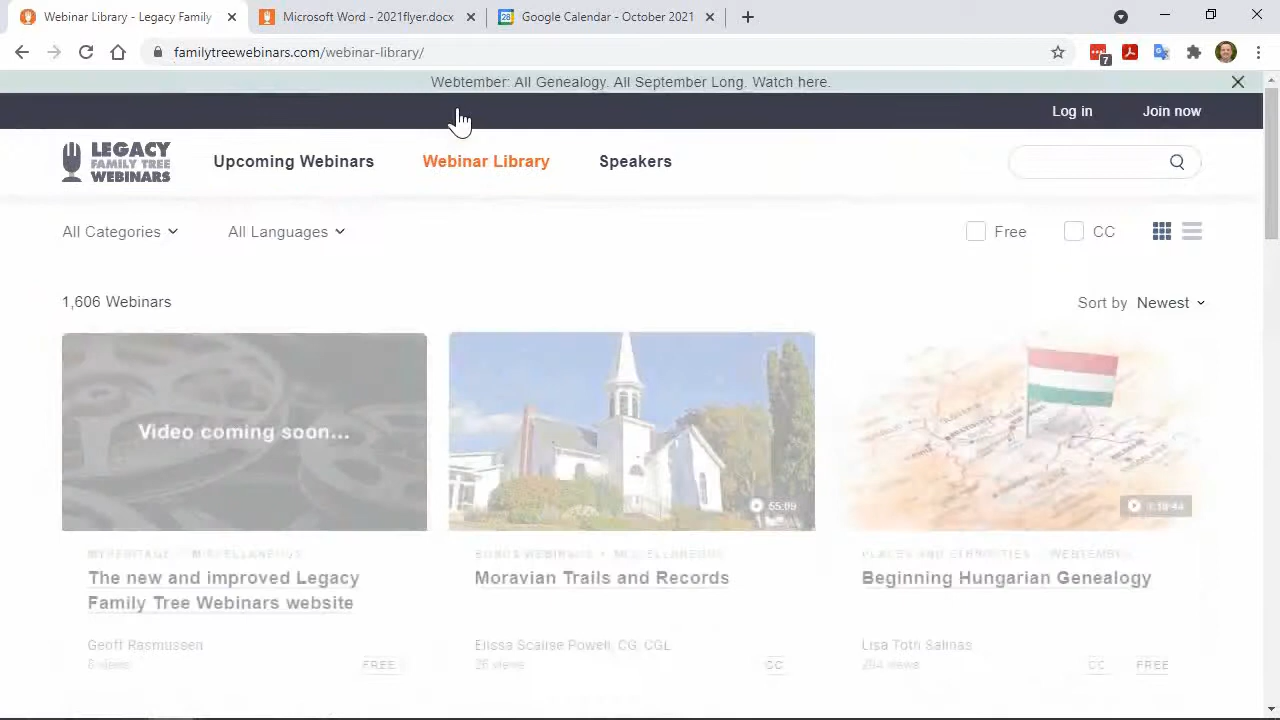 Webinar Library - Legacy Family
Microsoft Word - 2021flyer.docx
Google Calendar - October 2021
familytreewebinars.com/webinar-library/
7
Webtember: All Genealogy. All September Long. Watch here.
Log in
Join now
LEGACY
FAMILY TREE
WEBINARS
Upcoming Webinars
Webinar Library
Speakers
All Categories
All Languages
Free
CC
1,606 Webinars
Sort by Newest
Video coming soon...
55:09
1:18:44
MYHERITAGE • MISCELLANEOUS
BONUS WEBINARS • MISCELLANEOUS
PLACES AND ETHNICITIES • WEBTEMBER
The new and improved Legacy
Family Tree Webinars website
Moravian Trails and Records
Beginning Hungarian Genealogy
Geoff Rasmussen
Elissa Scalise Powell, CG, CGL
Lisa Toth Salinas
views
FREE
26 views
CC
294 views
CC
FREE